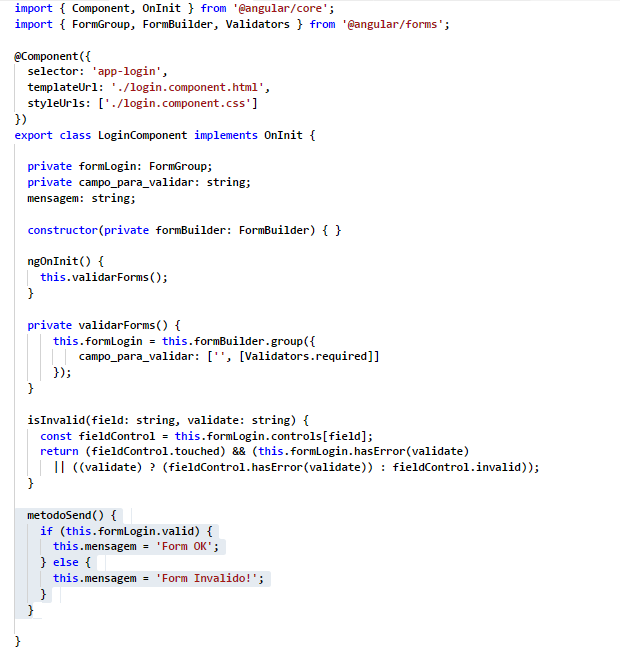 import { Component, OnInit } from '@angular/core';
import { FormGroup, FormBuilder, Validators } from '@angular/forms';

@Component({
  selector: 'app-login',
  templateUrl: './login.component.html',
  styleUrls: ['./login.component.css']
})
export class LoginComponent implements OnInit {

  private formLogin: FormGroup;
  private campo_para_validar: string;
  mensagem: string;

  constructor(private formBuilder: FormBuilder) { }

  ngOnInit() {
    this.validarForms();
  }

  private validarForms() {
      this.formLogin = this.formBuilder.group({
          campo_para_validar: ['', [Validators.required]]
      });
  }

  isInvalid(field: string, validate: string) {
    const fieldControl = this.formLogin.controls[field];
    return (fieldControl.touched) && (this.formLogin.hasError(validate)
      || ((validate) ? (fieldControl.hasError(validate)) : fieldControl.invalid));
  }

  metodoSend() {
    if (this.formLogin.valid) {
      this.mensagem = 'Form OK';
    } else {
      this.mensagem = 'Form Invalido!';
    }
  }

}